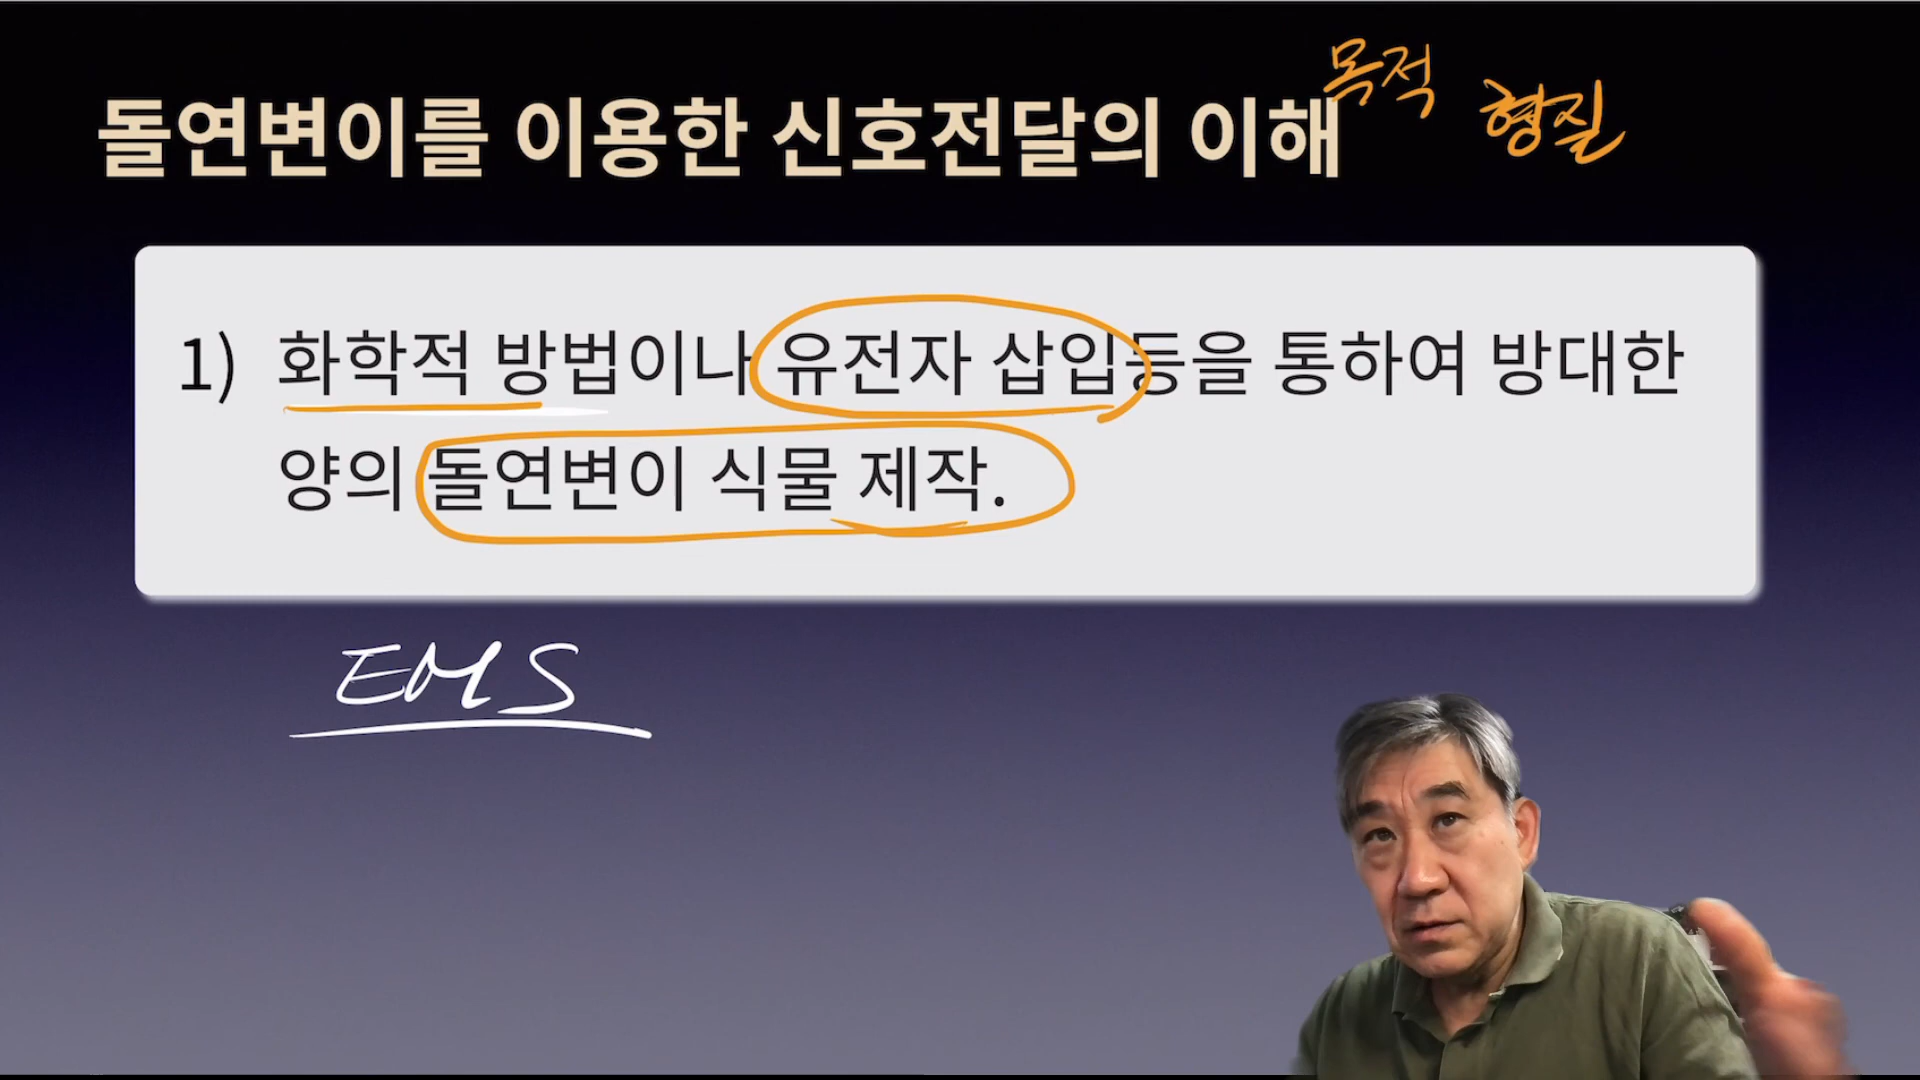 목적 형질
돌연변이를 이용한 신호전달의 이해
1) 화학적 방법이나 유전자 삽입등을 통하여 방대한
양의 돌연변이 식물 제작.
EMS